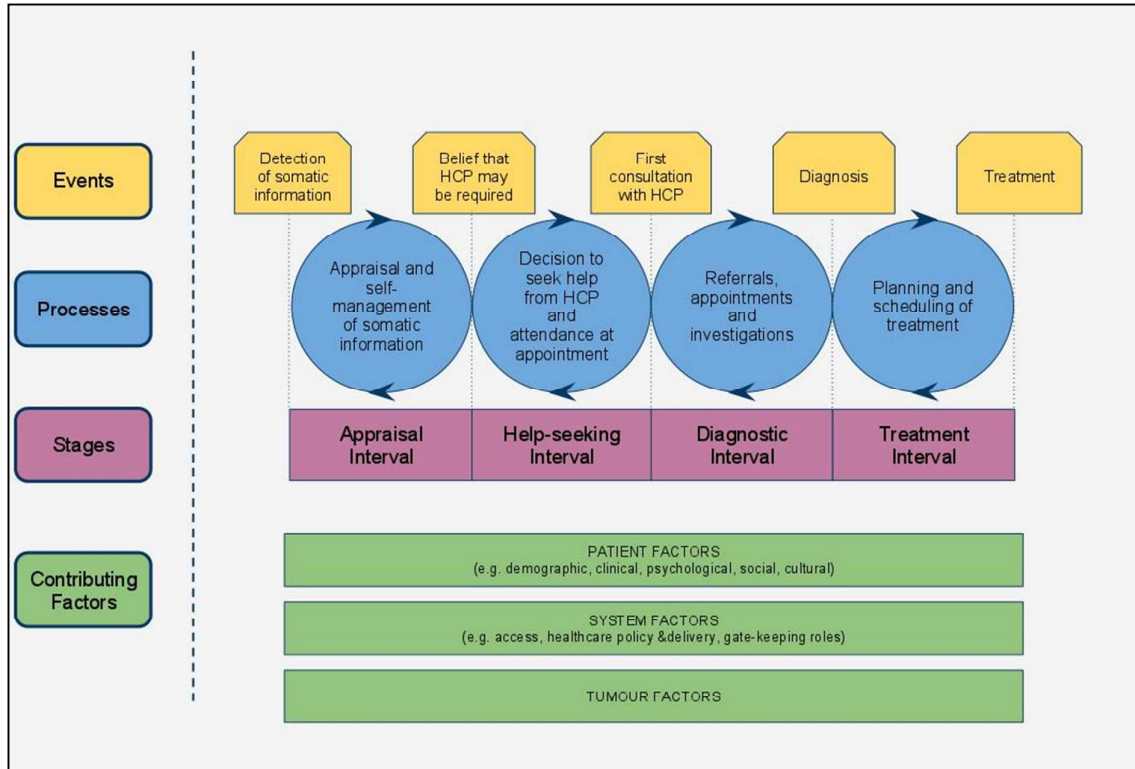 Events
Detection
of somatic
information
Belief that
HCP may
be required
First
consultation
with HCP
Diagnosis
Treatment
Processes
Appraisal and
self-
management
of somatic
information
Decision to
seek help
from HCP
and
attendance at
appointment
Referrals,
appointments
and
investigations
Planning and
scheduling of
treatment
Stages
Appraisal
Interval
Help-seeking
Interval
Diagnostic
Interval
Treatment
Interval
Contributing
Factors
PATIENT FACTORS
(e.g. demographic, clinical, psychological, social, cultural)
SYSTEM FACTORS
(e.g. access, healthcare policy &delivery, gate-keeping roles)
TUMOUR FACTORS